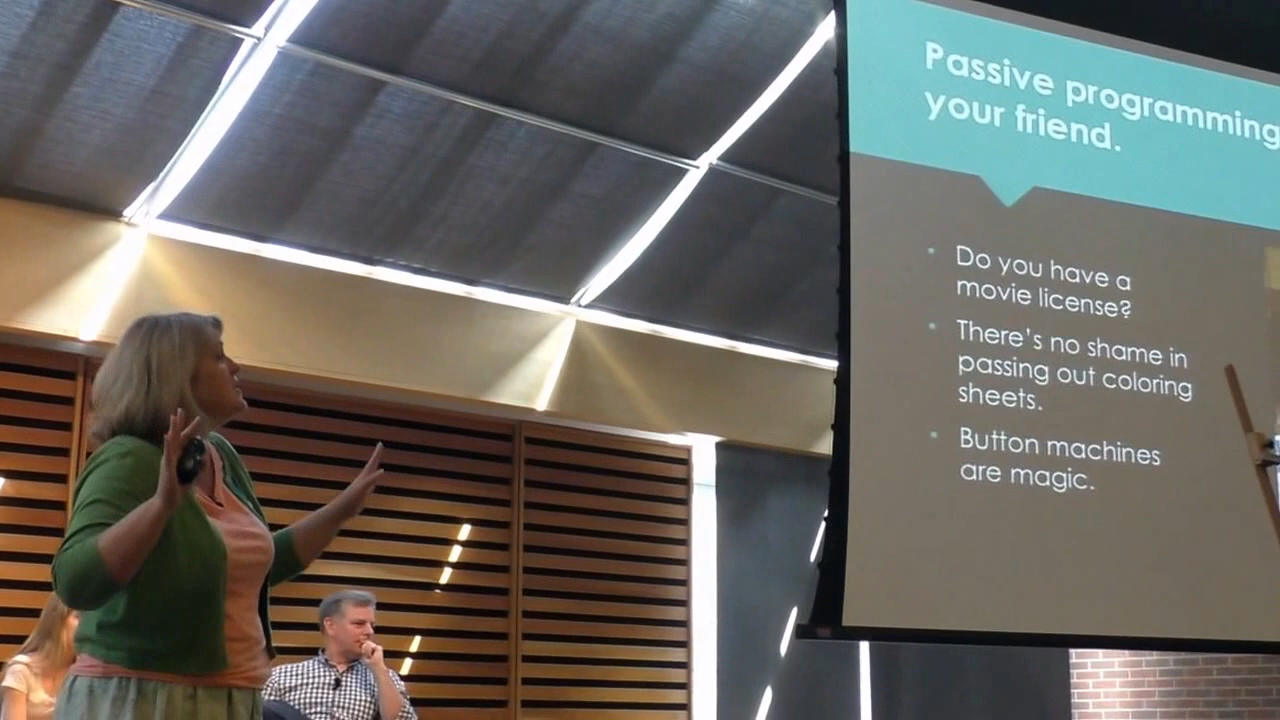 Passive programming
your friend.
Do you have a
movie license?
There's no shame in
passing out coloring
sheets.
Button machines
are magic.